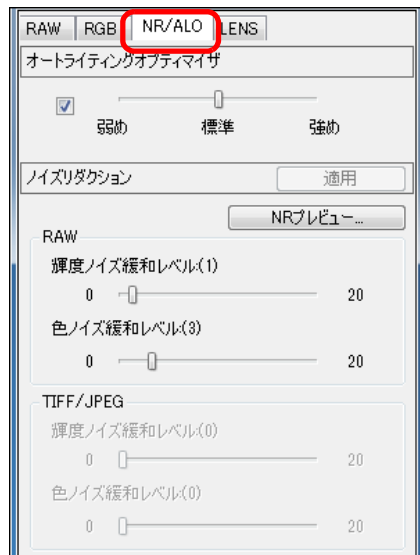 RAW RGB NR/ALO LENS
オートライティングオプティマイザ
弱め 標準 強め
ノイズリダクション 適用
NRプレビュー...
RAW
輝度ノイズ緩和レベル:(1)
0 20
色ノイズ緩和レベル:(3)
0 20
TIFF/JPEG
輝度ノイズ緩和レベル:(0)
0 20
色ノイズ緩和レベル:(0)
0 20